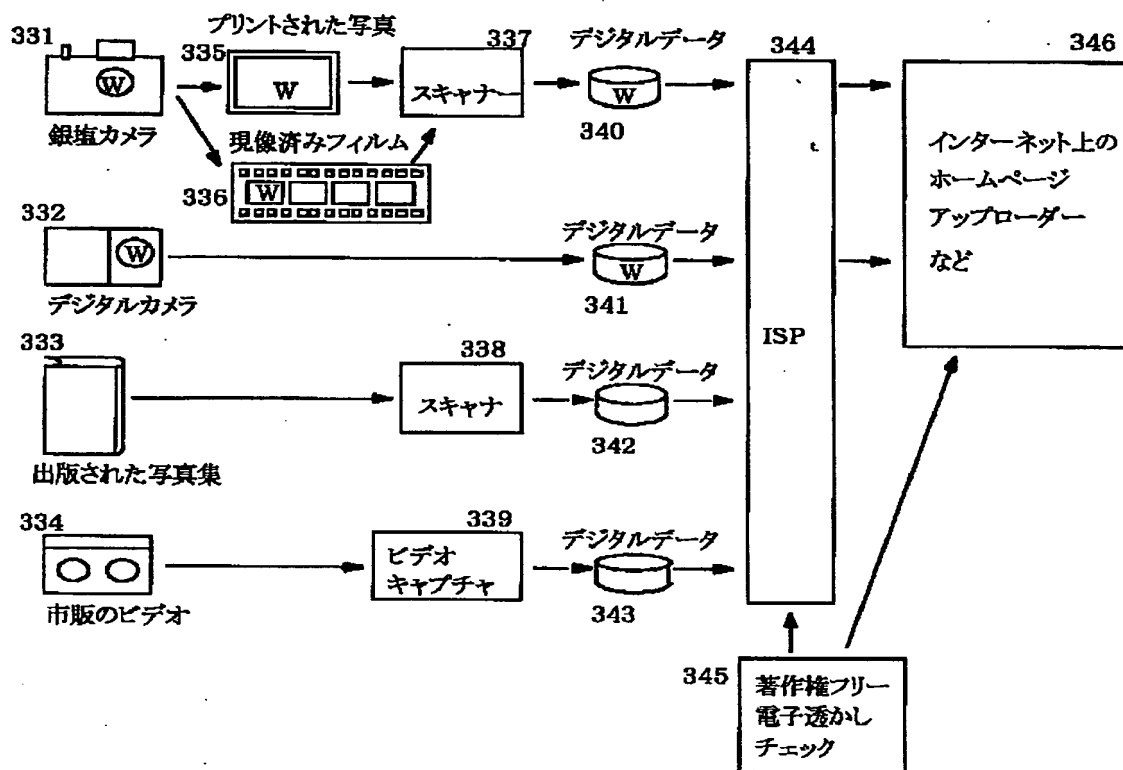 331
W
銀塩カメラ
プリントされた写真
335
W
337
スキャナー
デジタルデータ
W
340
現像済みフィルム
336
W
332
W
デジタルカメラ
デジタルデータ
W
341
333
出版された写真集
338
スキャナ
デジタルデータ
342
334
市販のビデオ
339
ビデオ
キャプチャ
デジタルデータ
343
344
ISP
346
インターネット上の
ホームページ
アップローダー
など
345
著作権フリー
電子透かし
チェック